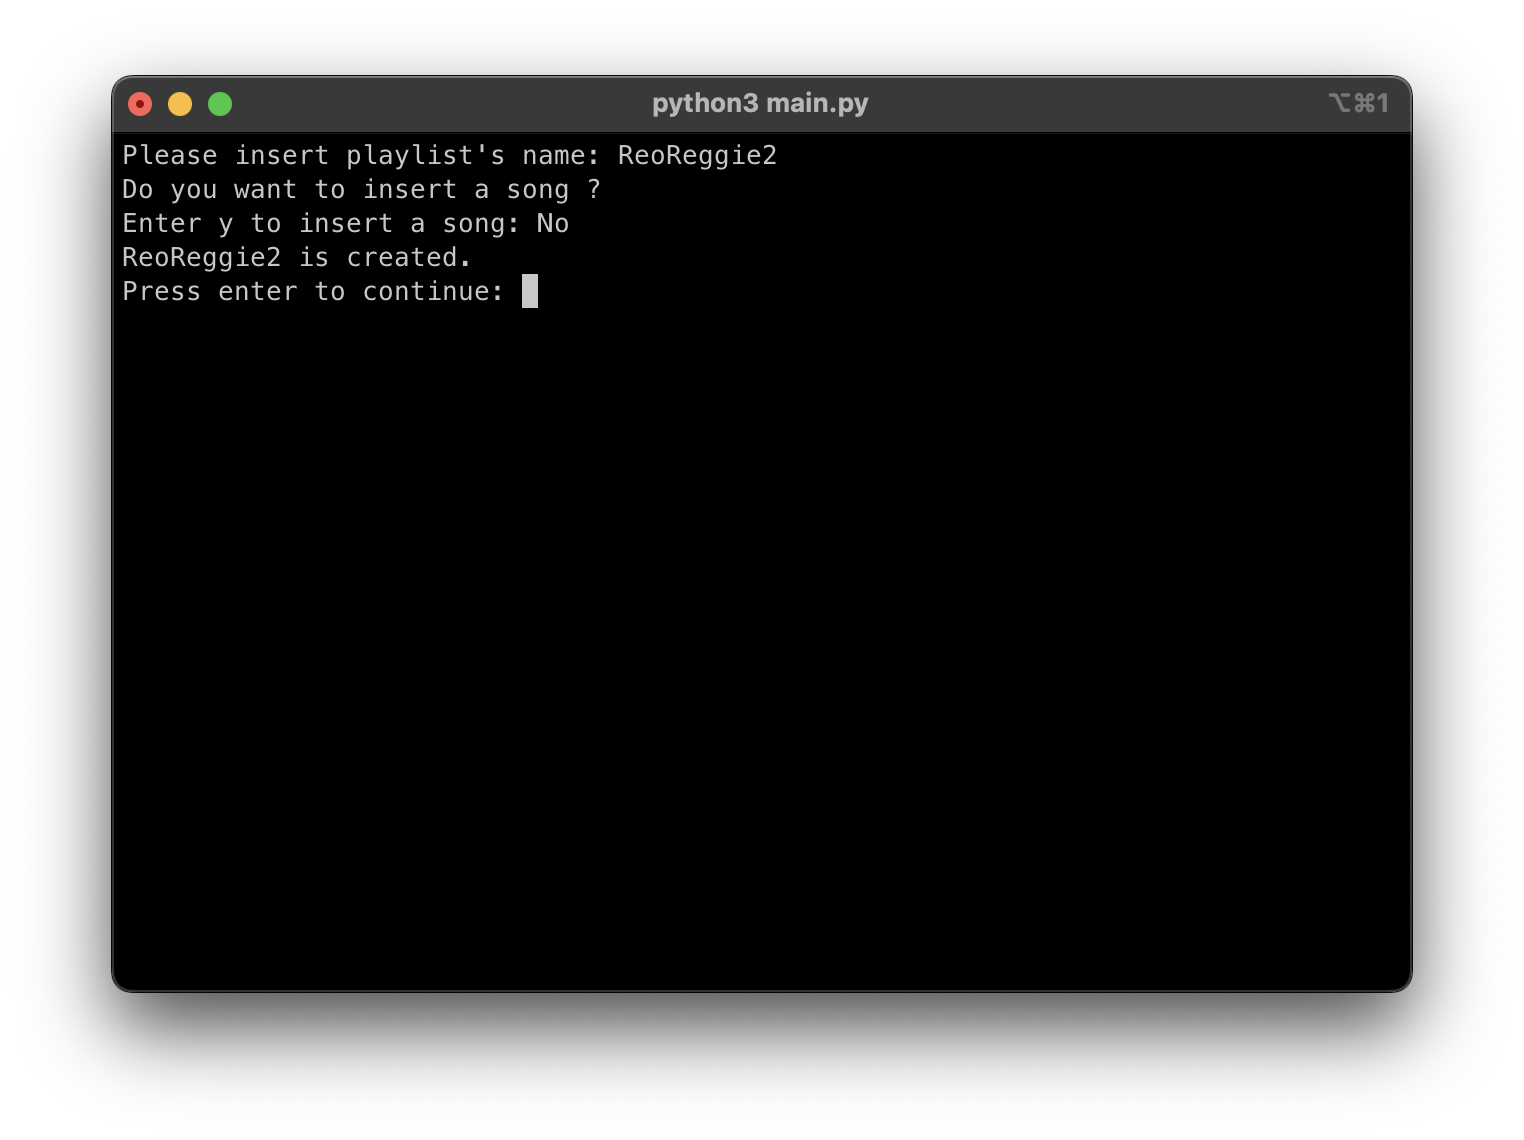 python3 main.py
⌥⌘1
Please insert playlist's name: ReoReggie2
Do you want to insert a song ?
Enter y to insert a song: No
ReoReggie2 is created.
Press enter to continue: